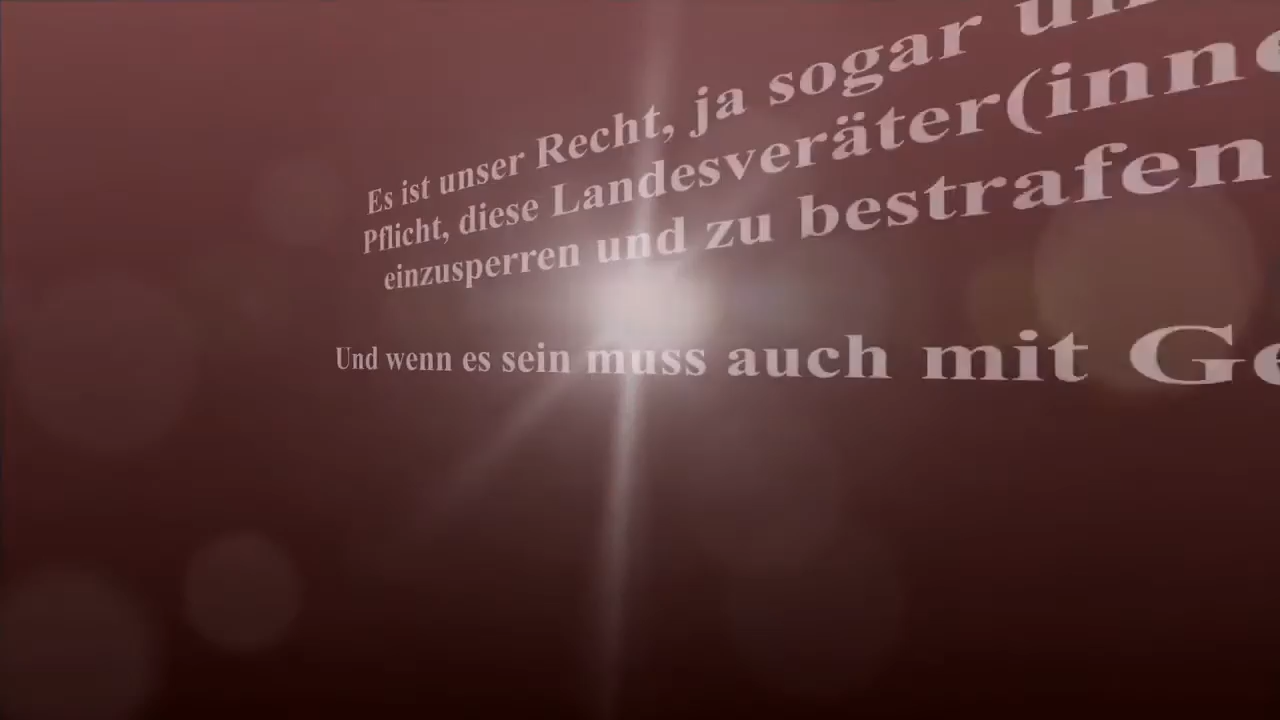 Es ist unser Recht, ja sogar
Pflicht, diese Landesveräter(inne
einzusperren und zu bestrafen
Und wenn es sein muss auch mit Ge